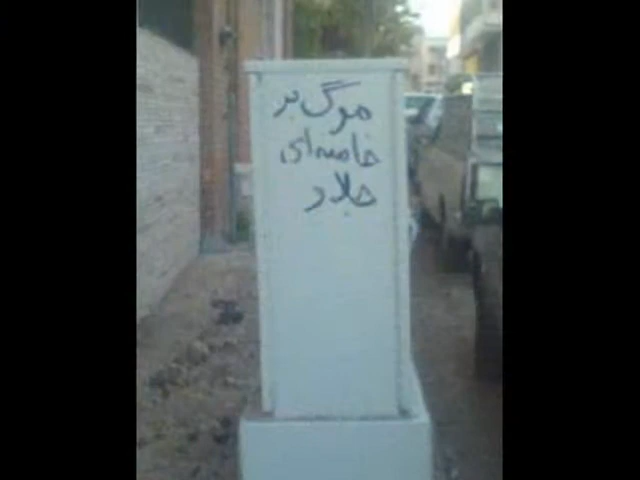 مرگ بر
خامنه‌ای
جلاد